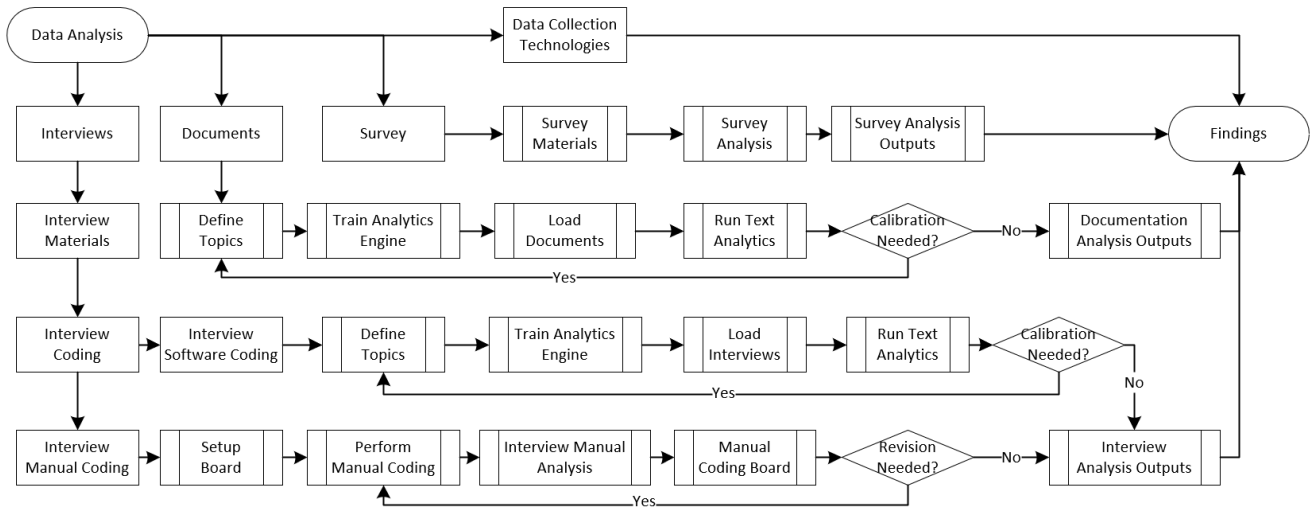 Data Analysis
Data Collection
Technologies
Interviews
Documents
Survey
Survey
Materials
Survey
Analysis
Survey Analysis
Outputs
Findings
Interview
Materials
Define
Topics
Train Analytics
Engine
Load
Documents
Run Text
Analytics
Calibration
Needed?
No
Documentation
Analysis Outputs
Yes
Interview
Coding
Interview
Software Coding
Define
Topics
Train Analytics
Engine
Load
Interviews
Run Text
Analytics
Calibration
Needed?
No
Yes
Interview
Manual Coding
Setup
Board
Perform
Manual Coding
Interview Manual
Analysis
Manual
Coding Board
Revision
Needed?
No
Interview
Analysis Outputs
Yes